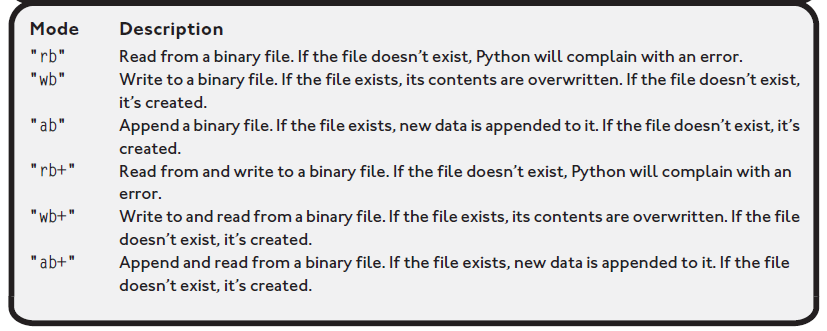 Mode Description
"rb" Read from a binary file. If the file doesn’t exist, Python will complain with an error.
"wb" Write to a binary file. If the file exists, its contents are overwritten. If the file doesn’t exist,
it’s created.
"ab" Append a binary file. If the file exists, new data is appended to it. If the file doesn’t exist, it’s
created.
"rb+" Read from and write to a binary file. If the file doesn’t exist, Python will complain with an
error.
"wb+" Write to and read from a binary file. If the file exists, its contents are overwritten. If the file
doesn’t exist, it’s created.
"ab+" Append and read from a binary file. If the file exists, new data is appended to it. If the file
doesn’t exist, it’s created.